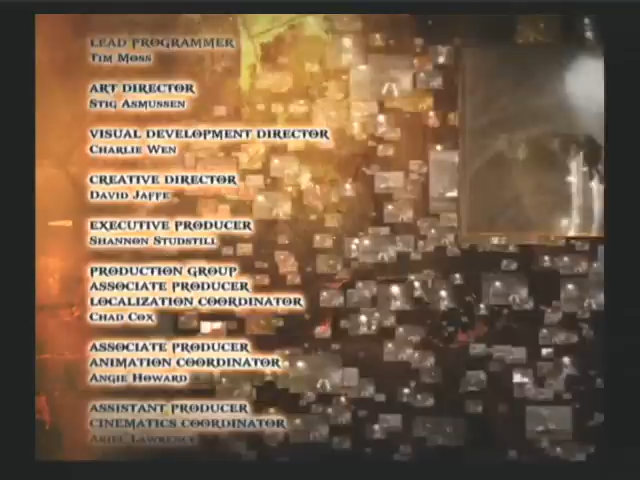 LEAD PROGRAMMER
TIM MOSS
ART DIRECTOR
STIG ASMUSSEN
VISUAL DEVELOPMENT DIRECTOR
CHARLIE WEN
CREATIVE DIRECTOR
DAVID JAFFE
EXECUTIVE PRODUCER
SHANNON STUDSTILL
PRODUCTION GROUP
ASSOCIATE PRODUCER
LOCALIZATION COORDINATOR
CHAD COX
ASSOCIATE PRODUCER
ANIMATION COORDINATOR
ANGIE HOWARD
ASSISTANT PRODUCER
CINEMATICS COORDINATOR
ARIEL LAWRENCE